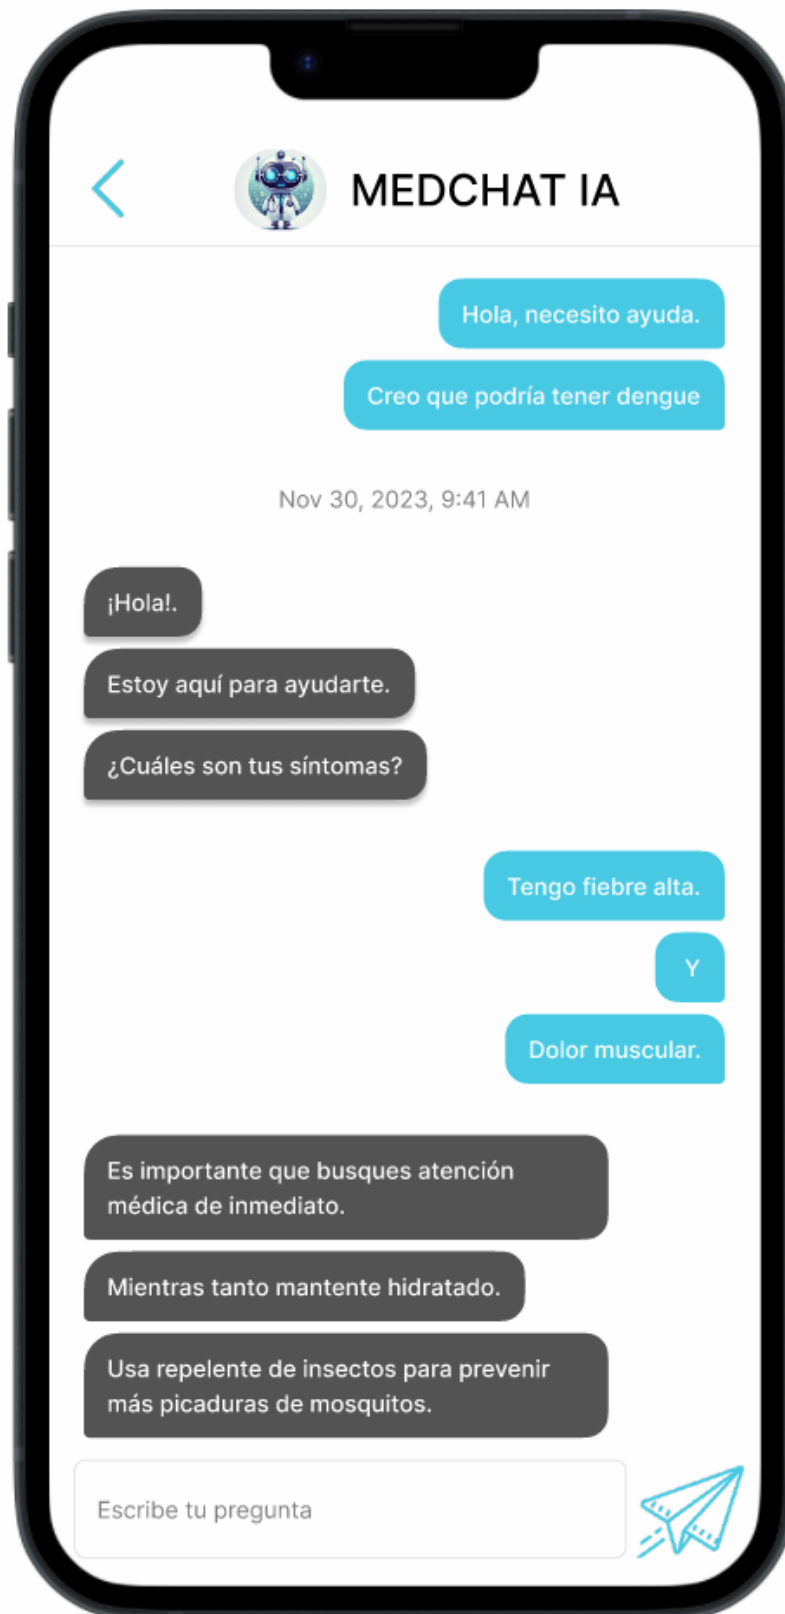 MEDCHAT IA
Hola, necesito ayuda.
Creo que podría tener dengue
Nov 30, 2023, 9:41 AM
¡Hola!.
Estoy aquí para ayudarte.
¿Cuáles son tus síntomas?
Tengo fiebre alta.
Y
Dolor muscular.
Es importante que busques atención
médica de inmediato.
Mientras tanto mantente hidratado.
Usa repelente de insectos para prevenir
más picaduras de mosquitos.
Escribe tu pregunta